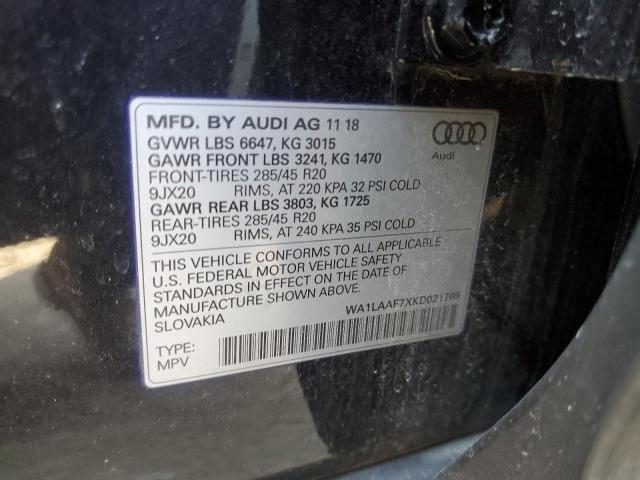 MFD. BY AUDI AG 11 18
GVWR LBS 6647, KG 3015
GAWR FRONT LBS 3241, KG 1470
FRONT-TIRES 285/45 R20
9JX20 RIMS, AT 220 KPA 32 PSI COLD
GAWR REAR LBS 3803, KG 1725
REAR-TIRES 285/45 R20
9JX20 RIMS, AT 240 KPA 35 PSI COLD
Audi
THIS VEHICLE CONFORMS TO ALL APPLICABLE
U.S. FEDERAL MOTOR VEHICLE SAFETY
STANDARDS IN EFFECT ON THE DATE OF
MANUFACTURE SHOWN ABOVE
SLOVAKIA
WA1LAAF7XKD021769
TYPE:
MPV